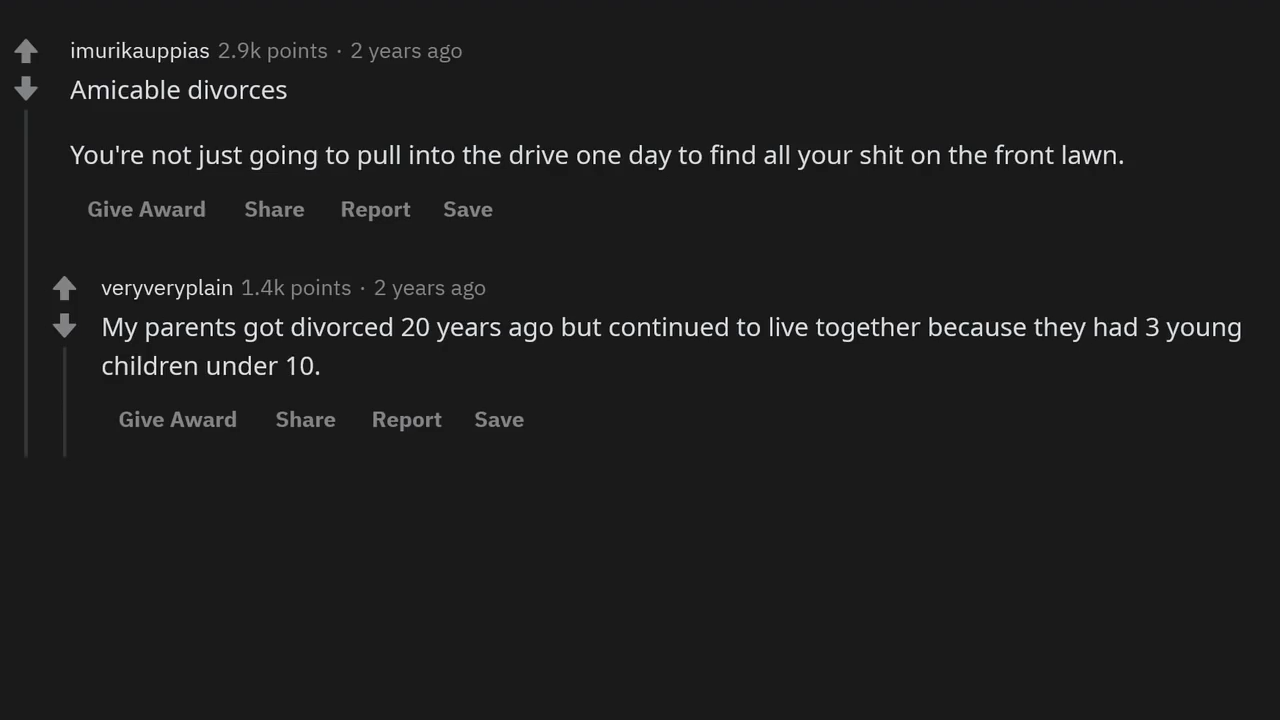 imurikauppias 2.9k points · 2 years ago
Amicable divorces
You're not just going to pull into the drive one day to find all your shit on the front lawn.
Give Award Share Report Save
veryveryplain 1.4k points · 2 years ago
My parents got divorced 20 years ago but continued to live together because they had 3 young
children under 10.
Give Award Share Report Save